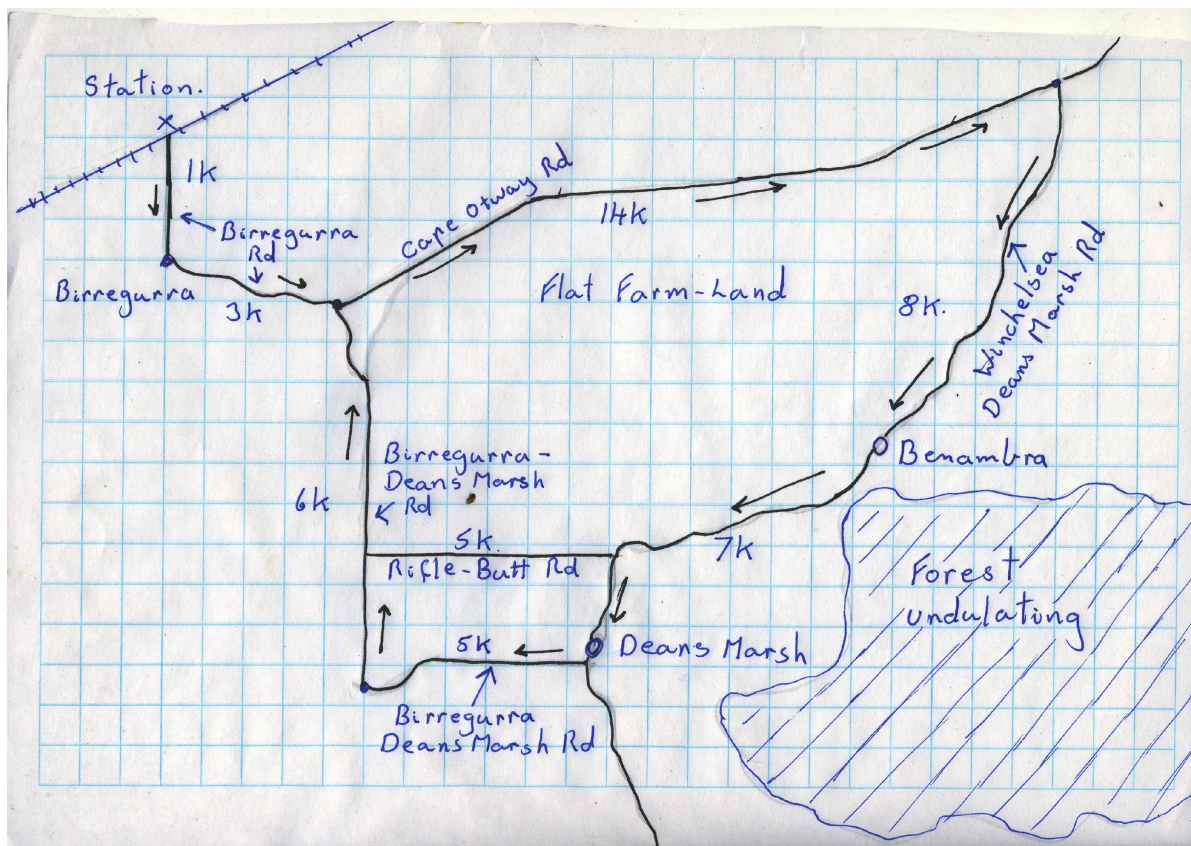 Station.
1K
Birregurra
Rd
Birregurra
3K
Cape Otway Rd
14K
Flat Farm-Land
8K.
Winchelsea
Deans Marsh Rd
Benambra
Birregurra-
Deans Marsh
Rd
6K
5K.
Rifle-Butt Rd
7K
Forest
undulating
5K
Deans Marsh
Birregurra
Deans Marsh Rd